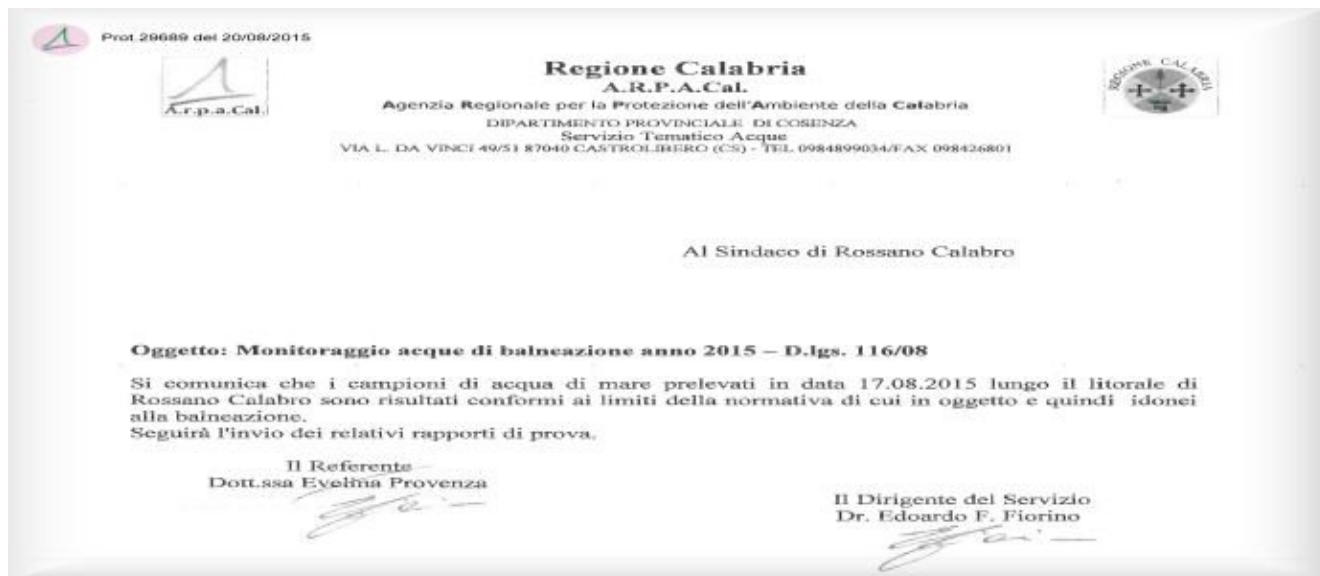 Prot.29689 del 20/08/2015
A.r.p.a.Cal.
Regione Calabria
A.R.P.A.Cal.
Agenzia Regionale per la Protezione dell'Ambiente della Calabria
DIPARTIMENTO PROVINCIALE DI COSENZA
Servizio Tematico Acque
VIA L. DA VINCI 49/51 87040 CASTROLIBERO (CS) - TEL 0984899034/FAX 098426801
REGIONE CALABRIA
Al Sindaco di Rossano Calabro
Oggetto: Monitoraggio acque di balneazione anno 2015 – D.lgs. 116/08
Si comunica che i campioni di acqua di mare prelevati in data 17.08.2015 lungo il litorale di
Rossano Calabro sono risultati conformi ai limiti della normativa di cui in oggetto e quindi idonei
alla balneazione.
Seguirà l'invio dei relativi rapporti di prova.
Il Referente
Dott.ssa Evelina Provenza
Il Dirigente del Servizio
Dr. Edoardo F. Fiorino